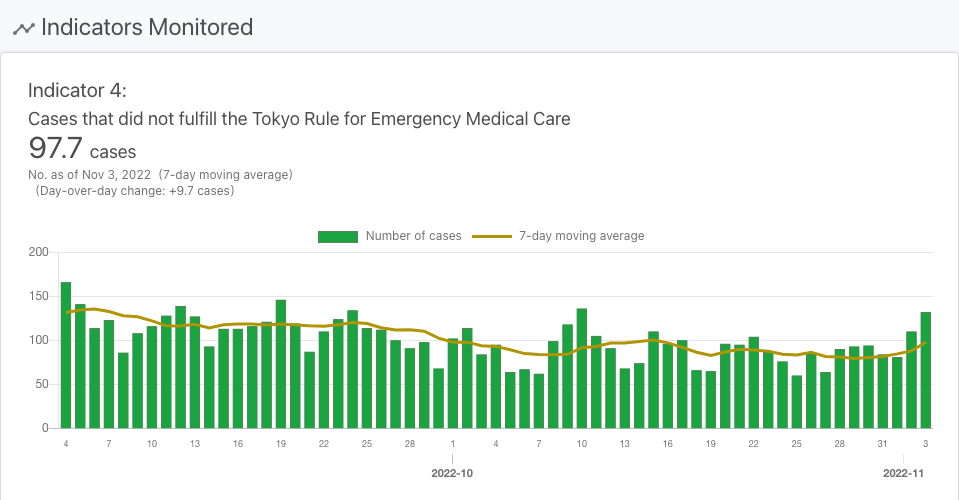 Indicators Monitored
Indicator 4:
Cases that did not fulfill the Tokyo Rule for Emergency Medical Care
97.7 cases
No. as of Nov 3, 2022 (7-day moving average)
(Day-over-day change: +9.7 cases)
Number of cases 7-day moving average
200
150
100
50
0
4 7 10 13 16 19 22 25 28 1 4 7 10 13 16 19 22 25 28 31 3
2022-10 2022-11